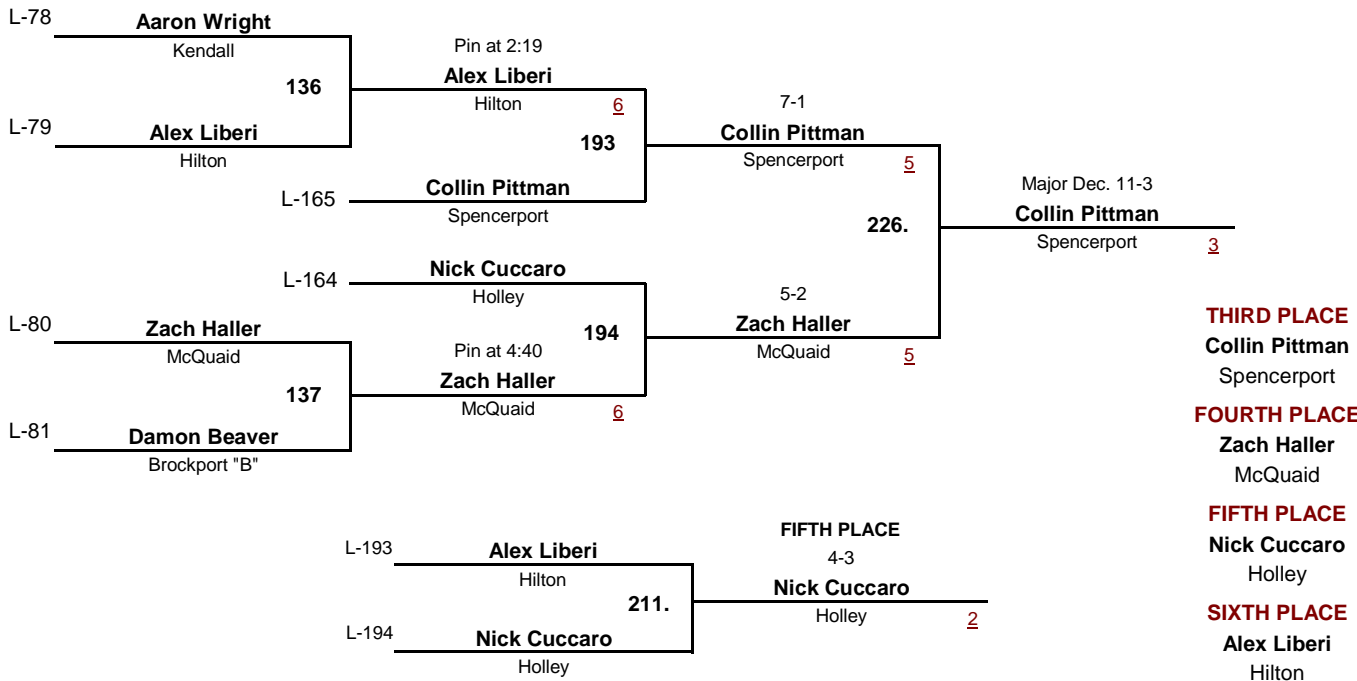 L-78
Aaron Wright
Kendall
136
L-79
Alex Liberi
Hilton
Pin at 2:19
Alex Liberi
Hilton
6
193
L-165
Collin Pittman
Spencerport
7-1
Collin Pittman
Spencerport
5
L-164
Nick Cuccaro
Holley
194
L-80
Zach Haller
McQuaid
137
L-81
Damon Beaver
Brockport "B"
Pin at 4:40
Zach Haller
McQuaid
6
5-2
Zach Haller
McQuaid
5
226.
Major Dec. 11-3
Collin Pittman
Spencerport
3
THIRD PLACE
Collin Pittman
Spencerport
FOURTH PLACE
Zach Haller
McQuaid
FIFTH PLACE
Nick Cuccaro
Holley
SIXTH PLACE
Alex Liberi
Hilton
L-193
Alex Liberi
Hilton
211.
L-194
Nick Cuccaro
Holley
FIFTH PLACE
4-3
Nick Cuccaro
Holley
2